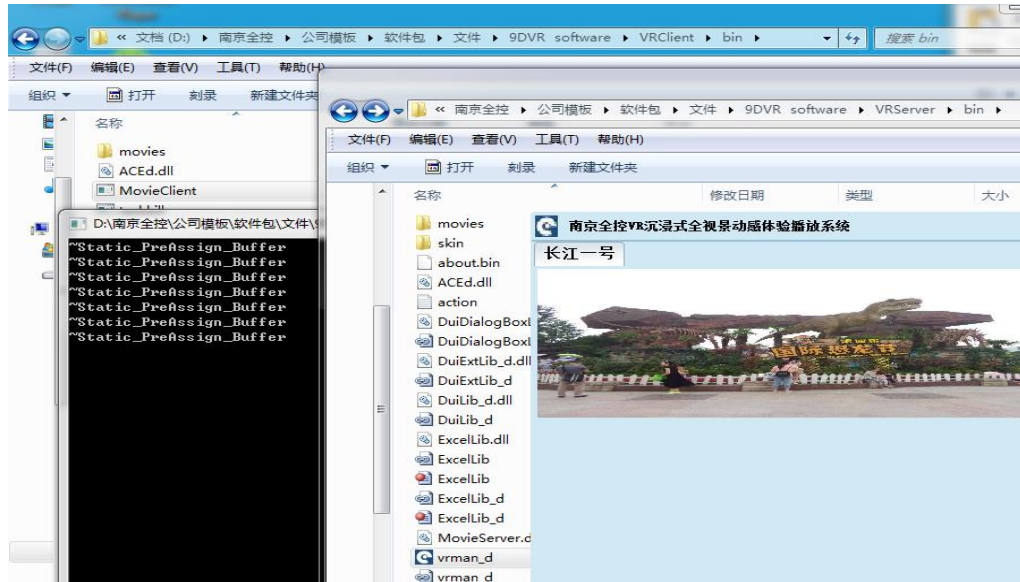 « 文档 (D:) ▸ 南京全控 ▸ 公司模板 ▸ 软件包 ▸ 文件 ▸ 9DVR software ▸ VRClient ▸ bin ▸
搜索 bin
文件(F) 编辑(E) 查看(V) 工具(T) 帮助(H)
组织 打开 刻录 新建文件夹
名称
movies
ACEd.dll
MovieClient
D:\南京全控\公司模板\软件包\文件\9
~Static_PreAssign_Buffer
~Static_PreAssign_Buffer
~Static_PreAssign_Buffer
~Static_PreAssign_Buffer
~Static_PreAssign_Buffer
~Static_PreAssign_Buffer
~Static_PreAssign_Buffer
« 南京全控 ▸ 公司模板 ▸ 软件包 ▸ 文件 ▸ 9DVR software ▸ VRServer ▸ bin ▸
文件(F) 编辑(E) 查看(V) 工具(T) 帮助(H)
组织 打开 刻录 新建文件夹
名称 修改日期 类型 大小
movies
skin
about.bin
ACEd.dll
action
DuiDialogBoxL
DuiDialogBoxL
DuiExtLib_d.dll
DuiExtLib_d
DuiLib_d.dll
DuiLib_d
ExcelLib.dll
ExcelLib
ExcelLib
ExcelLib_d
ExcelLib_d
MovieServer.d
vrman_d
vrman_d
南京全控VR沉浸式全视景动感体验播放系统
长江一号
国际恐龙节